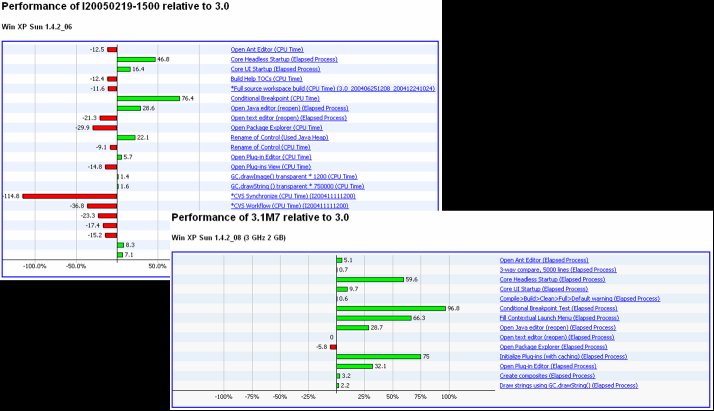 Performance of I20050219-1500 relative to 3.0
Win XP Sun 1.4.2_06
-12.5 Open Ant Editor (CPU Time)
46.8 Core Headless Startup (Elapsed Process)
16.4 Core UI Startup (Elapsed Process)
-12.4 Build Help TOCs (CPU Time)
-11.6 *Full source workspace build (CPU Time) (3.0_200406251208_200412241024)
76.4 Conditional Breakpoint (CPU Time)
28.6 Open Java editor (reopen) (Elapsed Process)
-21.3 Open text editor (reopen) (Elapsed Process)
-29.9 Open Package Explorer (CPU Time)
22.1 Rename of Control (Used Java Heap)
-9.1 Rename of Control (CPU Time)
5.7 Open Plug-in Editor (CPU Time)
-14.8 Open Plug-ins View (CPU Time)
1.4 GC.drawImage() transparent * 1200 (CPU Time)
1.6 GC.drawString () transparent * 750000 (CPU Time)
-114.8 *CVS Synchronize (CPU Time) (I200411111200)
-36.8 *CVS Workflow (CPU Time) (I200411111200)
-23.3
-17.4
-15.2
8.3
7.1
-100.0% -50.0% 50.0%
Performance of 3.1M7 relative to 3.0
Win XP Sun 1.4.2_08 (3 GHz 2 GB)
5.1 Open Ant Editor (Elapsed Process)
0.7 3-way compare, 5000 lines (Elapsed Process)
59.6 Core Headless Startup (Elapsed Process)
9.7 Core UI Startup (Elapsed Process)
0.6 Compile>Build>Clean>Full>Default warning (Elapsed Process)
96.8 Conditional Breakpoint Test (Elapsed Process)
66.3 Fill Contextual Launch Menu (Elapsed Process)
28.7 Open Java editor (reopen) (Elapsed Process)
0 Open text editor (reopen) (Elapsed Process)
-5.8 Open Package Explorer (Elapsed Process)
75 Initialize Plug-ins (with caching) (Elapsed Process)
32.1 Open Plug-in Editor (Elapsed Process)
3.2 Create composites (Elapsed Process)
2.2 Draw strings using GC.drawString() (Elapsed Process)
-100% -75% -50% -25% 25% 50% 75% 100%